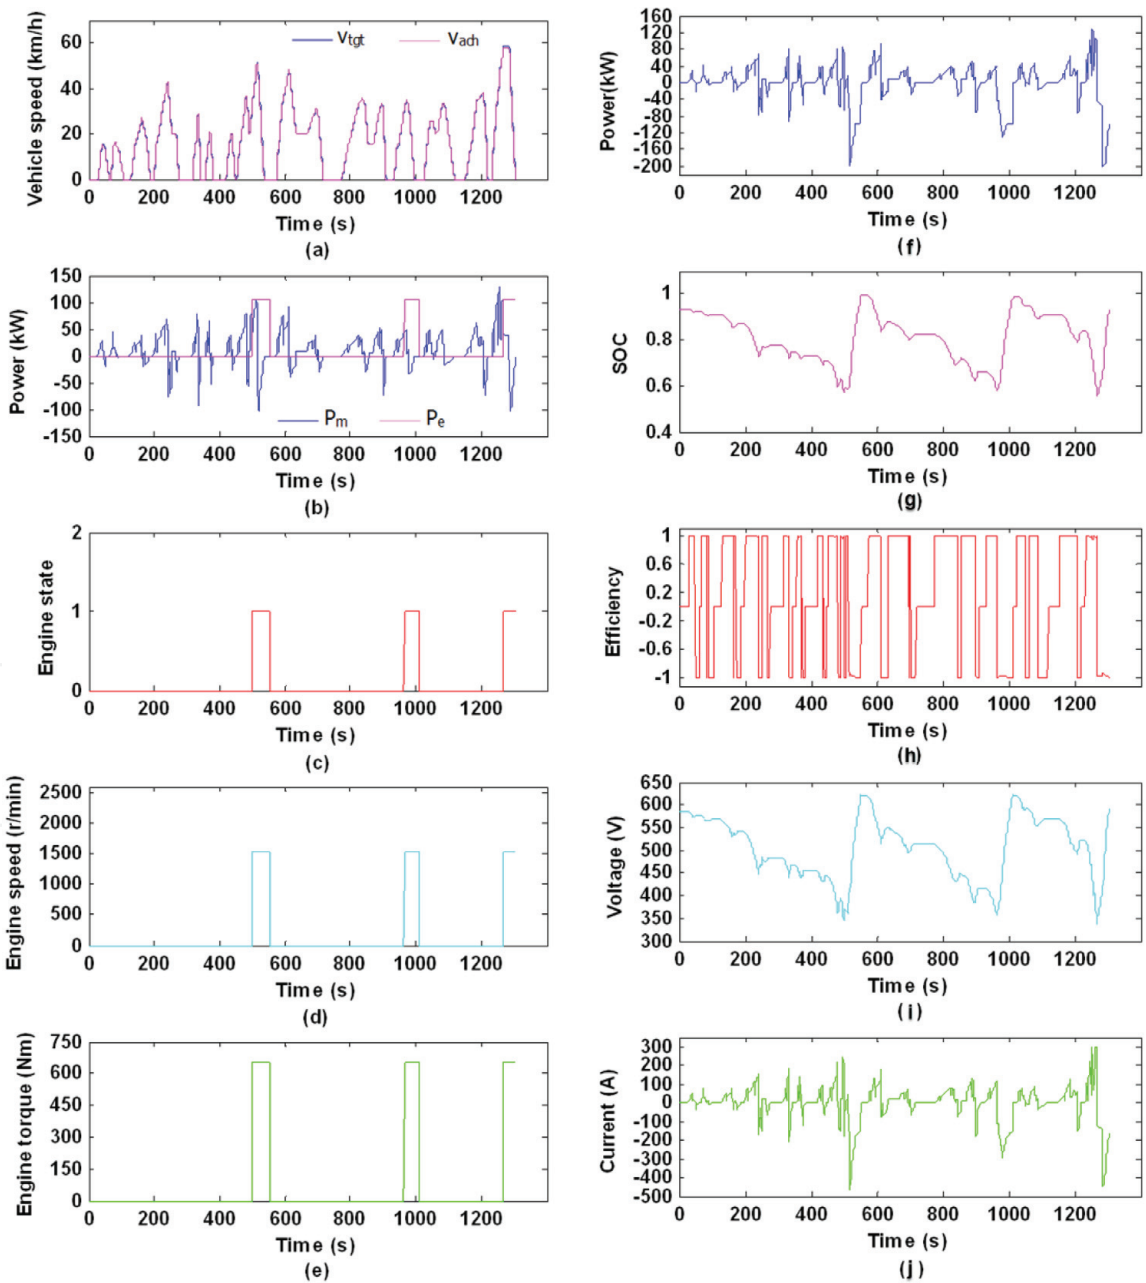 Vehicle speed (km/h)
60
40
20
0
v_tgt v_ach
0 200 400 600 800 1000 1200
Time (s)
(a)
Power (kW)
150
100
50
0
-50
-100
-150
P_m P_e
0 200 400 600 800 1000 1200
Time (s)
(b)
Engine state
2
1
0
0 200 400 600 800 1000 1200
Time (s)
(c)
Engine speed (r/min)
2500
2000
1500
1000
500
0
0 200 400 600 800 1000 1200
Time (s)
(d)
Engine torque (Nm)
750
600
450
300
150
0
0 200 400 600 800 1000 1200
Time (s)
(e)
Power(kW)
160
120
80
40
0
-40
-80
-120
-160
-200
0 200 400 600 800 1000 1200
Time (s)
(f)
SOC
1
0.8
0.6
0.4
0 200 400 600 800 1000 1200
Time (s)
(g)
Efficiency
1
0.6
0.2
-0.2
-0.6
-1
0 200 400 600 800 1000 1200
Time (s)
(h)
Voltage (V)
650
600
550
500
450
400
350
300
0 200 400 600 800 1000 1200
Time (s)
(i)
Current (A)
300
200
100
0
-100
-200
-300
-400
-500
0 200 400 600 800 1000 1200
Time (s)
(j)